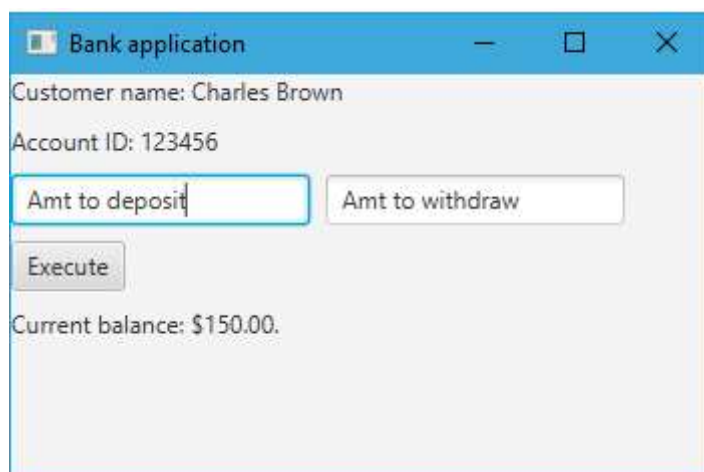 Bank application
Customer name: Charles Brown
Account ID: 123456
Amt to deposit Amt to withdraw
Execute
Current balance: $150.00.